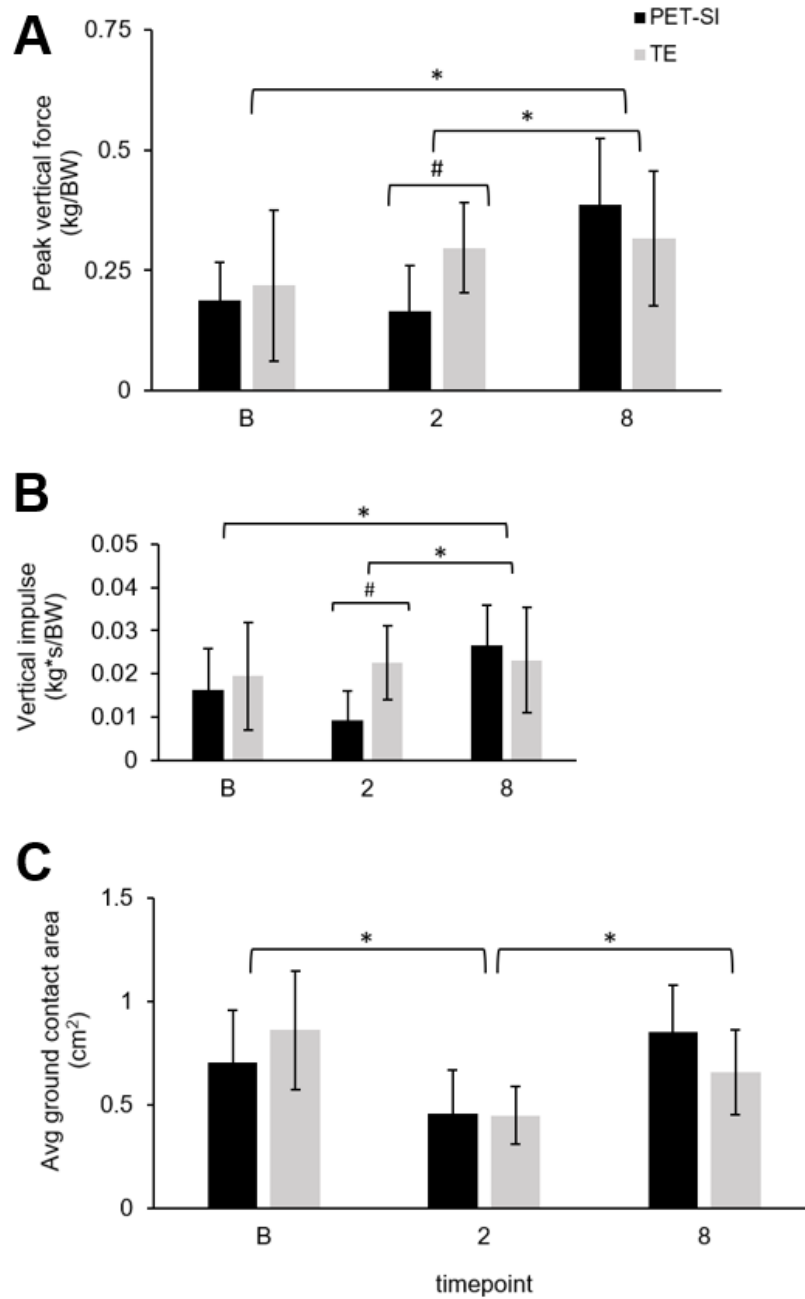 A
PET-SI
TE
Peak vertical force
(kg/BW)
0.75
0.5
0.25
0
*
*
#
B
2
8
B
Vertical impulse
(kg*s/BW)
0.05
0.04
0.03
0.02
0.01
0
*
*
#
B
2
8
C
Avg ground contact area
(cm²)
1.5
1
0.5
0
*
*
B
2
8
timepoint